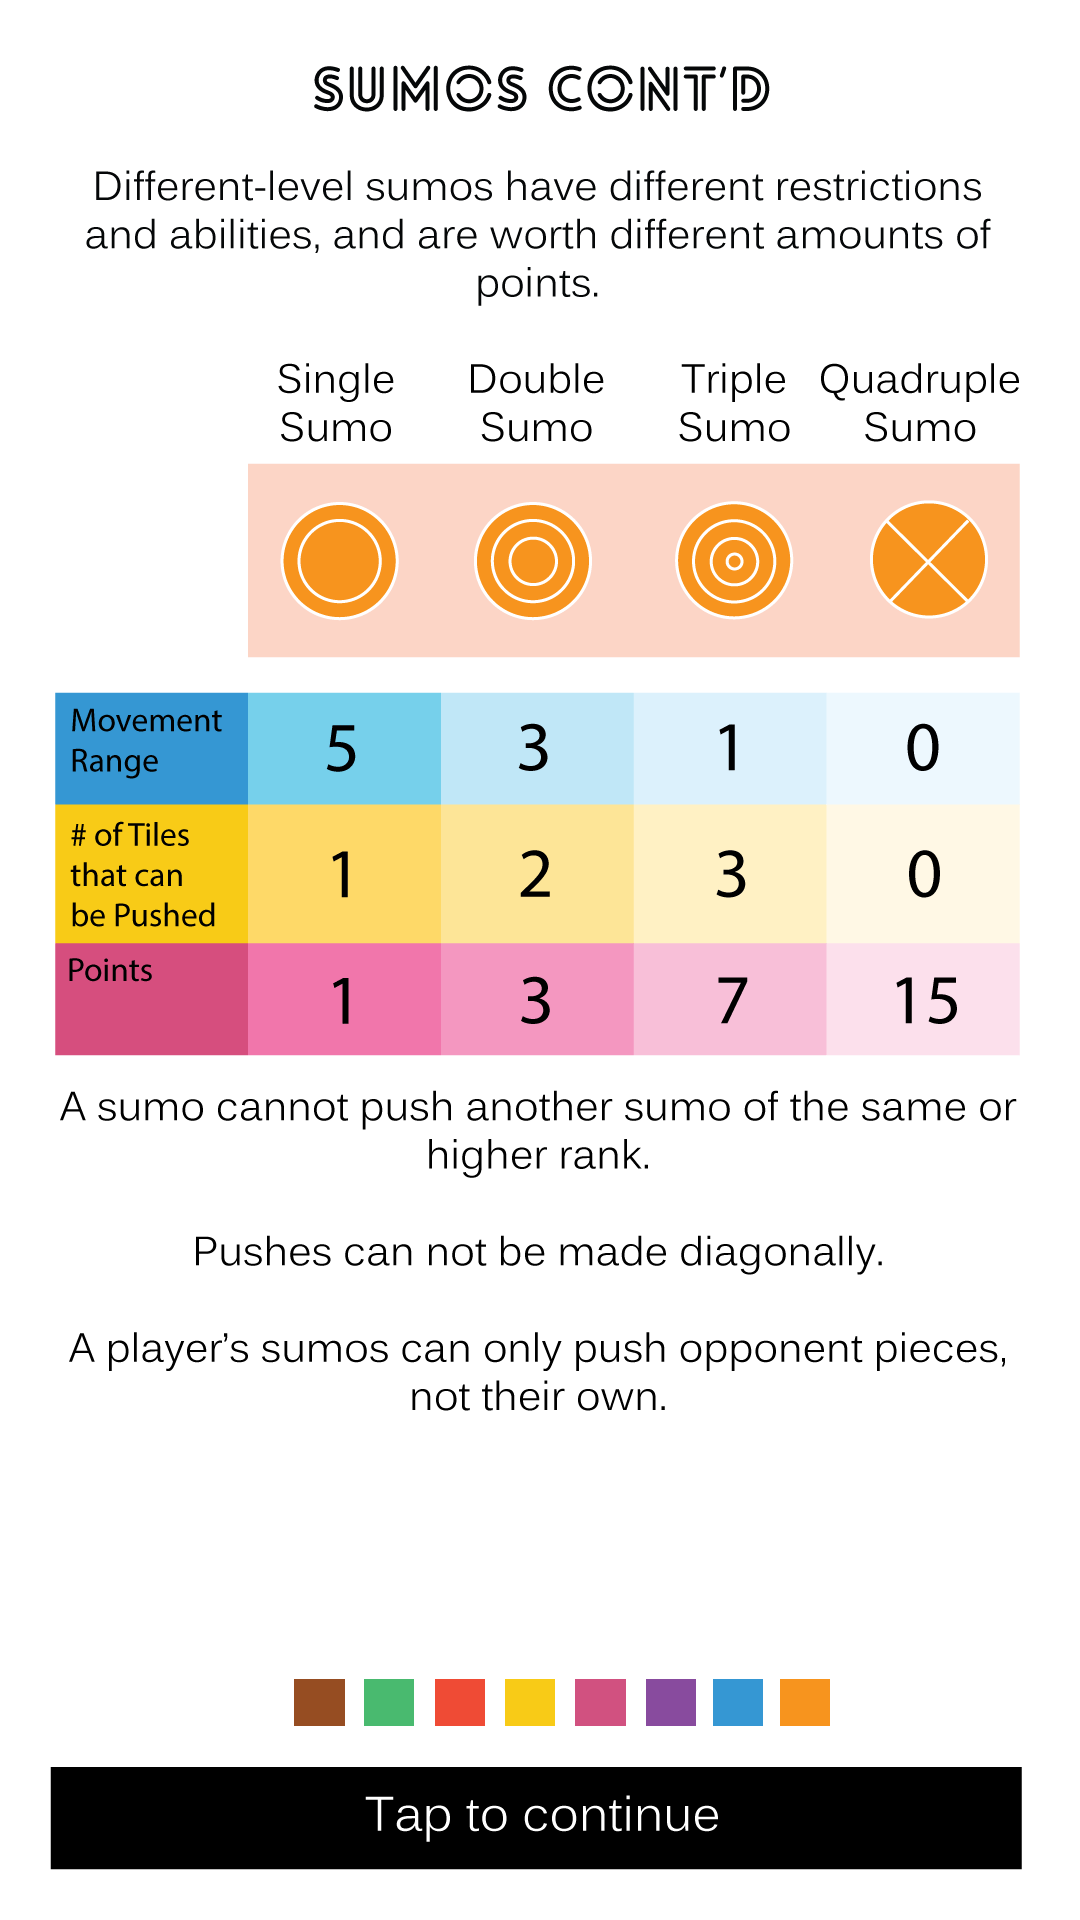 SUMOS CONT'D
Different-level sumos have different restrictions
and abilities, and are worth different amounts of
points.
Single Sumo
Double Sumo
Triple Sumo
Quadruple Sumo
Movement Range 5 3 1 0
# of Tiles that can be Pushed 1 2 3 0
Points 1 3 7 15
A sumo cannot push another sumo of the same or
higher rank.
Pushes can not be made diagonally.
A player’s sumos can only push opponent pieces,
not their own.
Tap to continue